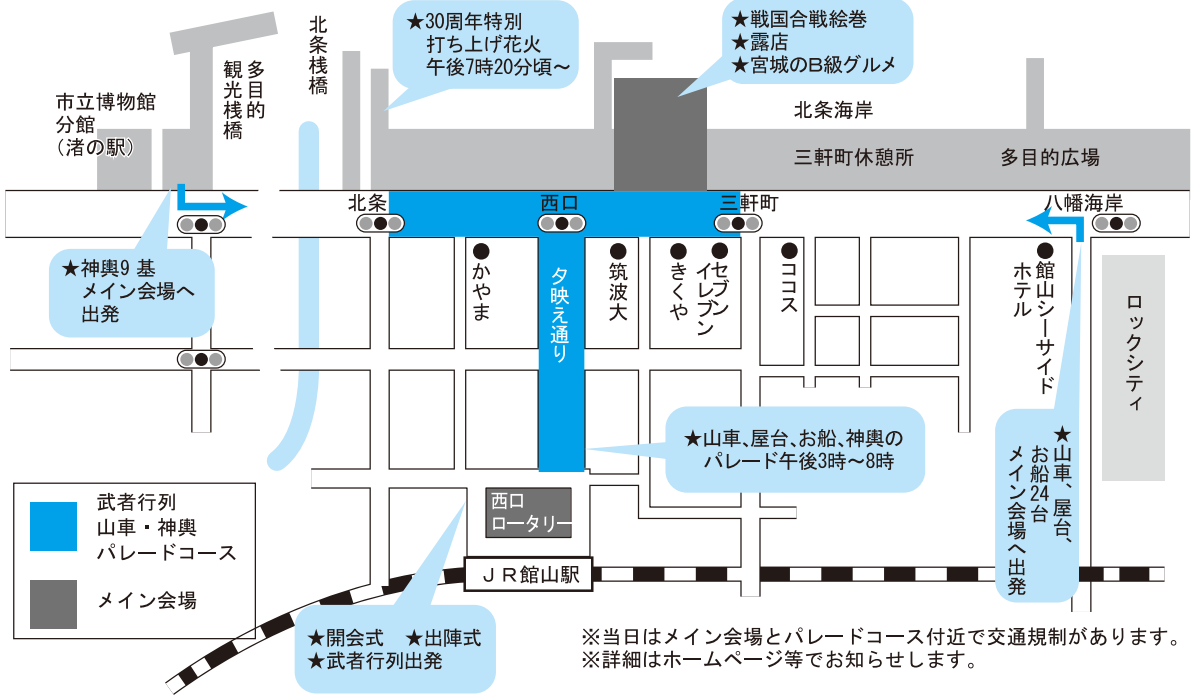 ★30周年特別
打ち上げ花火
午後7時20分頃～
★戦国合戦絵巻
★露店
★宮城のB級グルメ
北条桟橋
多目的
観光桟橋
市立博物館
分館
（渚の駅）
北条海岸
三軒町休憩所
多目的広場
北条
西口
三軒町
八幡海岸
★神輿9 基
メイン会場へ
出発
かやま
夕映え通り
筑波大
きくや
セブン
イレブン
ココス
館山シーサイド
ホテル
ロックシティ
★山車、屋台、お船、神輿の
パレード午後3時～8時
★山車、屋台、
お船24台
メイン会場へ出発
武者行列
山車・神輿
パレードコース
メイン会場
西口
ロータリー
ＪＲ館山駅
★開会式　★出陣式
★武者行列出発
※当日はメイン会場とパレードコース付近で交通規制があります。
※詳細はホームページ等でお知らせします。